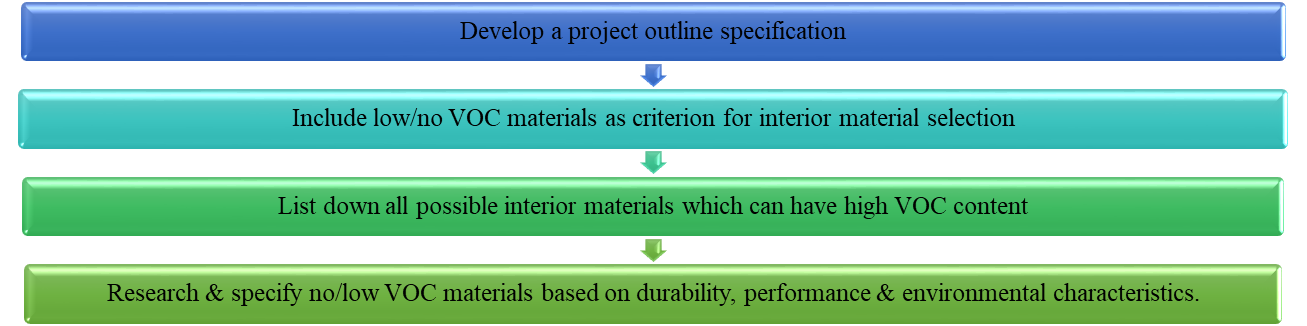 Develop a project outline specification
Include low/no VOC materials as criterion for interior material selection
List down all possible interior materials which can have high VOC content
Research & specify no/low VOC materials based on durability, performance & environmental characteristics.